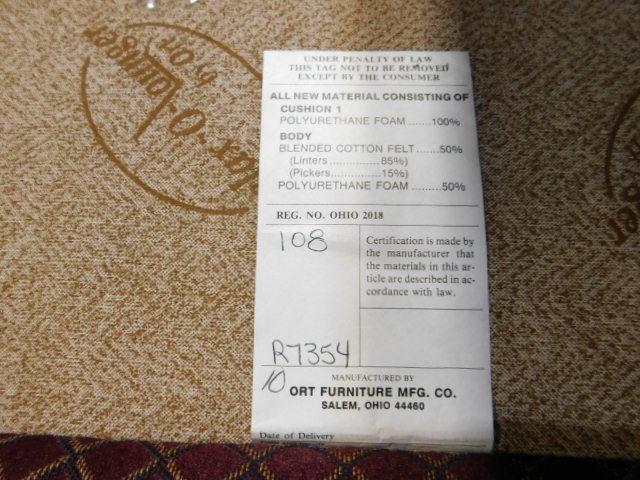 UNDER PENALTY OF LAW
THIS TAG NOT TO BE REMOVED
EXCEPT BY THE CONSUMER
ALL NEW MATERIAL CONSISTING OF
CUSHION 1
POLYURETHANE FOAM.......100%
BODY
BLENDED COTTON FELT......50%
(Linters...............85%)
(Pickers...............15%)
POLYURETHANE FOAM.........50%
REG. NO. OHIO 2018
108
Certification is made by
the manufacturer that
the materials in this ar-
ticle are described in ac-
cordance with law.
R7354
10
MANUFACTURED BY
ORT FURNITURE MFG. CO.
SALEM, OHIO 44460
Date of Delivery